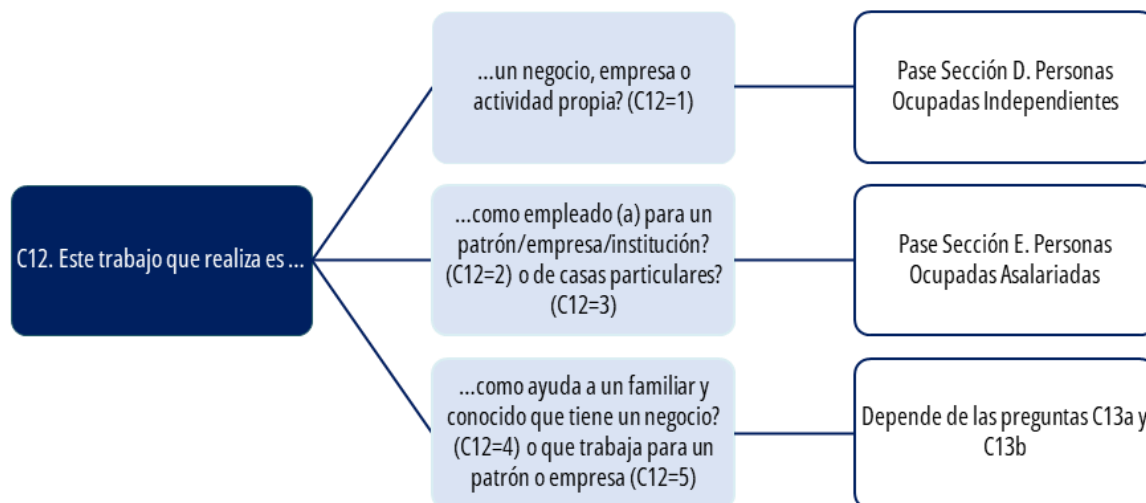 ...un negocio, empresa o
actividad propia? (C12=1)
Pase Sección D. Personas
Ocupadas Independientes
C12. Este trabajo que realiza es ...
...como empleado (a) para un
patrón/empresa/institución?
(C12=2) o de casas particulares?
(C12=3)
Pase Sección E. Personas
Ocupadas Asalariadas
...como ayuda a un familiar y
conocido que tiene un negocio?
(C12=4) o que trabaja para un
patrón o empresa (C12=5)
Depende de las preguntas C13a y
C13b